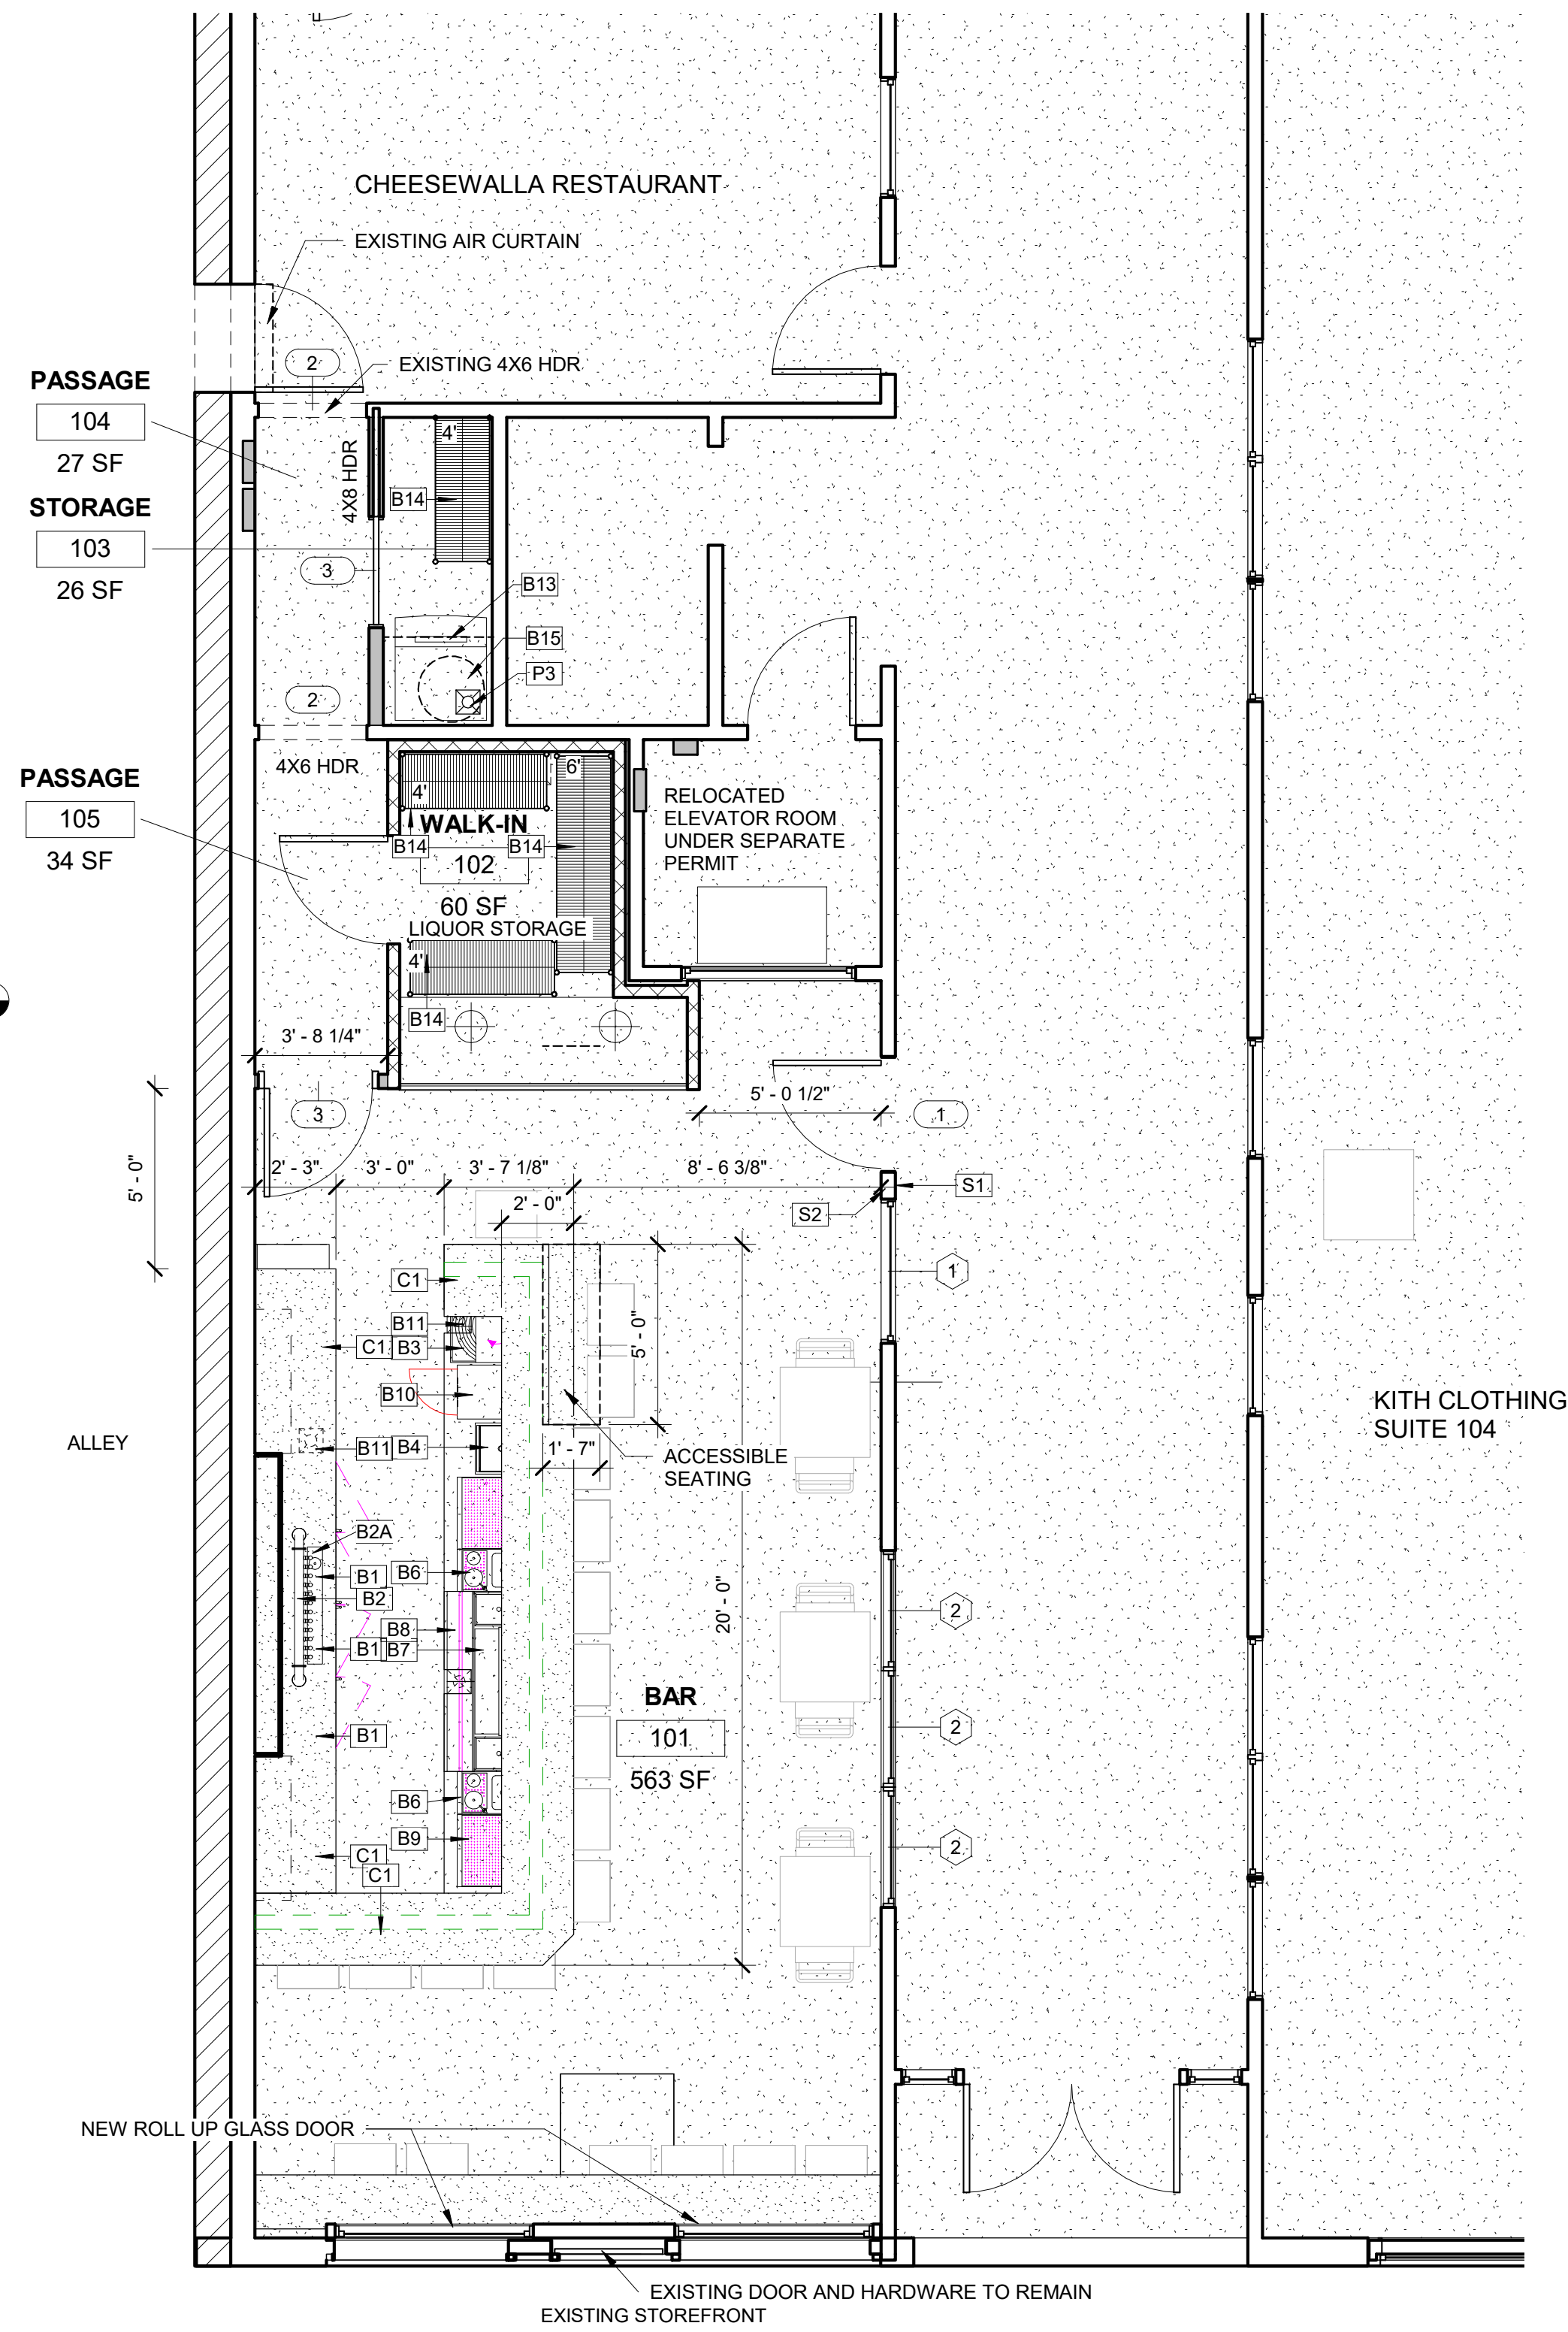 CHEESEWALLA RESTAURANT
EXISTING AIR CURTAIN
2
EXISTING 4X6 HDR
PASSAGE
104
27 SF
4'
4X8 HDR
B14
STORAGE
103
26 SF
3
B13
B15
P3
2
4X6 HDR
6'
PASSAGE
105
34 SF
4'
WALK-IN
B14
B14
102
60 SF
LIQUOR STORAGE
4'
B14
RELOCATED
ELEVATOR ROOM
UNDER SEPARATE
PERMIT
3' - 8 1/4"
5' - 0 1/2"
3
1
5' - 0"
2' - 3"
3' - 0"
3' - 7 1/8"
8' - 6 3/8"
2' - 0"
S1
S2
1
C1
B11
C1
B3
5' - 0"
B10
KITH CLOTHING
SUITE 104
ALLEY
B11
B4
1' - 7"
ACCESSIBLE
SEATING
B2A
B1
B6
B2
20' - 0"
2
B8
B1
B7
BAR
101
563 SF
B1
2
B6
B9
2
C1
C1
NEW ROLL UP GLASS DOOR
EXISTING DOOR AND HARDWARE TO REMAIN
EXISTING STOREFRONT